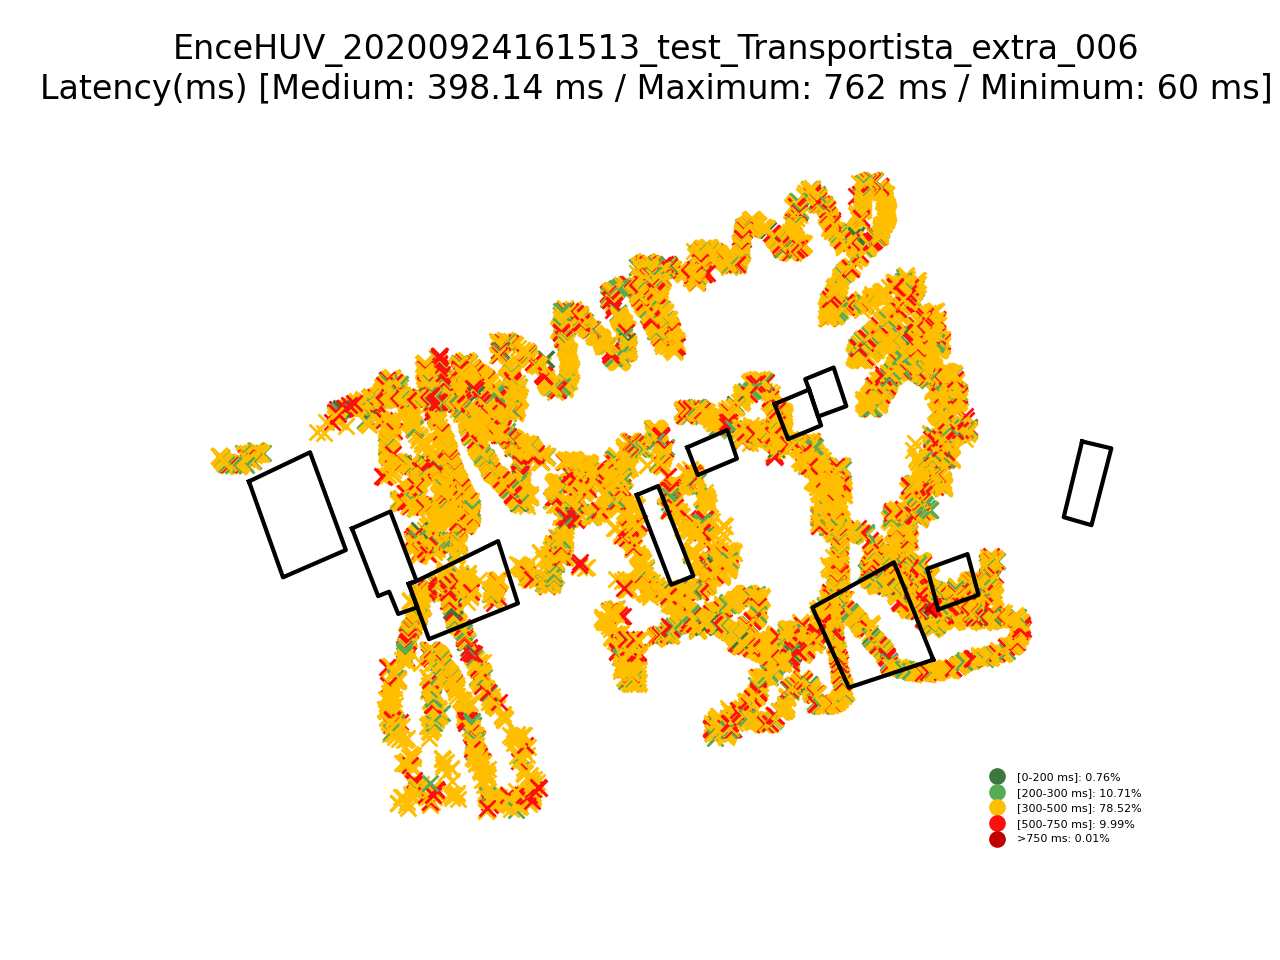 EnceHUV_20200924161513_test_Transportista_extra_006
Latency(ms) [Medium: 398.14 ms / Maximum: 762 ms / Minimum: 60 ms]
[0-200 ms]: 0.76%
[200-300 ms]: 10.71%
[300-500 ms]: 78.52%
[500-750 ms]: 9.99%
>750 ms: 0.01%